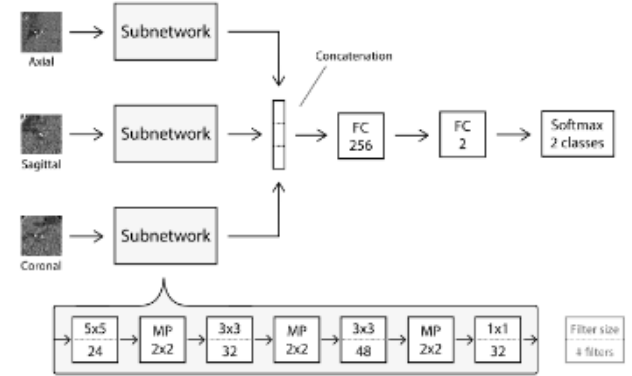 Subnetwork
Axial
Concatenation
Subnetwork
FC
256
FC
2
Softmax
2 classes
Sagittal
Subnetwork
Coronal
5x5
24
MP
2x2
3x3
32
MP
2x2
3x3
48
MP
2x2
1x1
32
Filter size
# filters